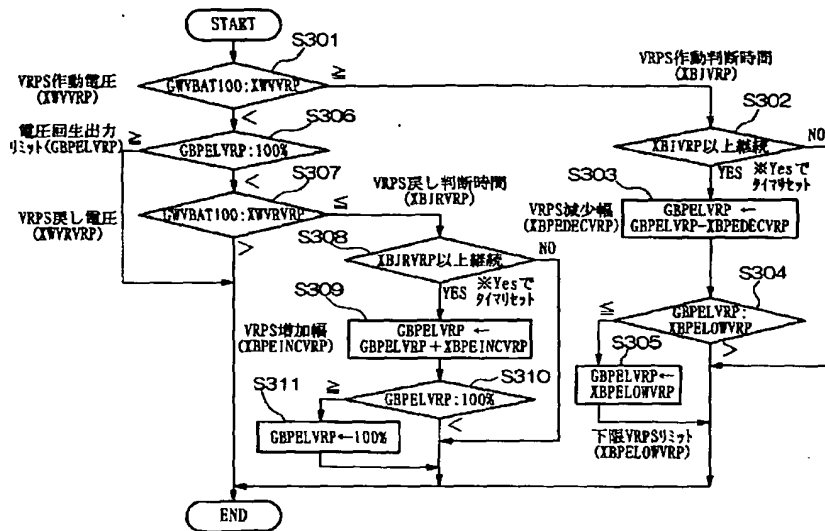 START
S301
VRPS作動電圧
(XWVVRP)
GWVBAT100:XWVVRP
≧
<
VRPS作動判断時間
(XBJVRP)
S302
XBJVRP以上継続
NO
YES
※Yesで
タイマリセット
S303
VRPS減少幅
(XBPEDECVRP)
GBPELVRP ←
GBPELVRP-XBPEDECVRP
S304
GBPELVRP:
XBPELOWVRP
≦
>
S305
GBPELVRP←
XBPELOWVRP
下限VRPSリミット
(XBPELOWVRP)
S306
電圧回生出力
リミット(GBPELVRP)
≧
GBPELVRP:100%
<
S307
VRPS戻し電圧
(XWVRVRP)
GWVBAT100:XWVRVRP
≦
>
VRPS戻し判断時間
(XBJRVRP)
S308
XBJRVRP以上継続
NO
YES
※Yesで
タイマリセット
S309
VRPS増加幅
(XBPEINCVRP)
GBPELVRP ←
GBPELVRP+XBPEINCVRP
S310
≧
GBPELVRP:100%
<
S311
GBPELVRP←100%
END